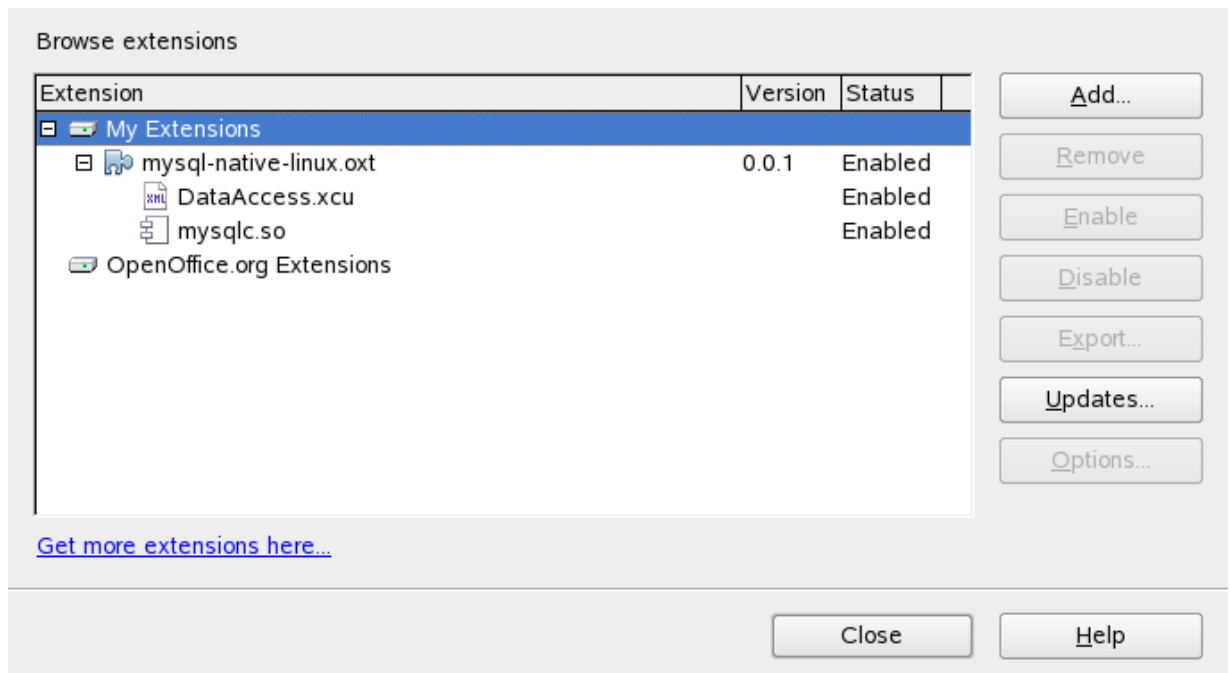 Browse extensions
Extension Version Status
My Extensions
mysql-native-linux.oxt 0.0.1 Enabled
XML DataAccess.xcu Enabled
mysqlc.so Enabled
OpenOffice.org Extensions
Add...
Remove
Enable
Disable
Export...
Updates...
Options...
Get more extensions here...
Close Help